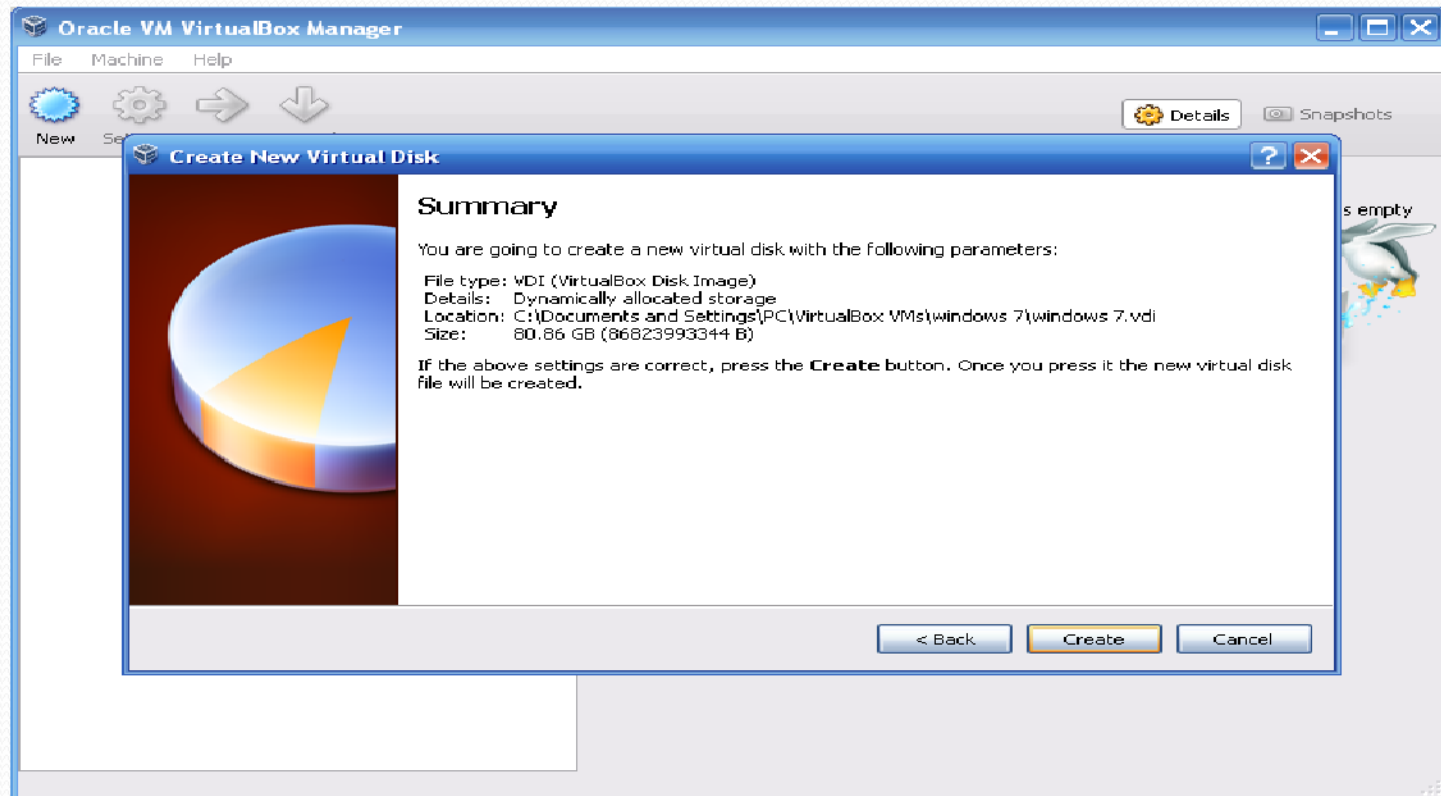 Oracle VM VirtualBox Manager
File Machine Help
New
Details
Snapshots
Create New Virtual Disk
s empty
Summary
You are going to create a new virtual disk with the following parameters:
File type: VDI (VirtualBox Disk Image)
Details: Dynamically allocated storage
Location: C:\Documents and Settings\PC\VirtualBox VMs\windows 7\windows 7.vdi
Size: 80.86 GB (86823993344 B)
If the above settings are correct, press the Create button. Once you press it the new virtual disk
file will be created.
< Back
Create
Cancel